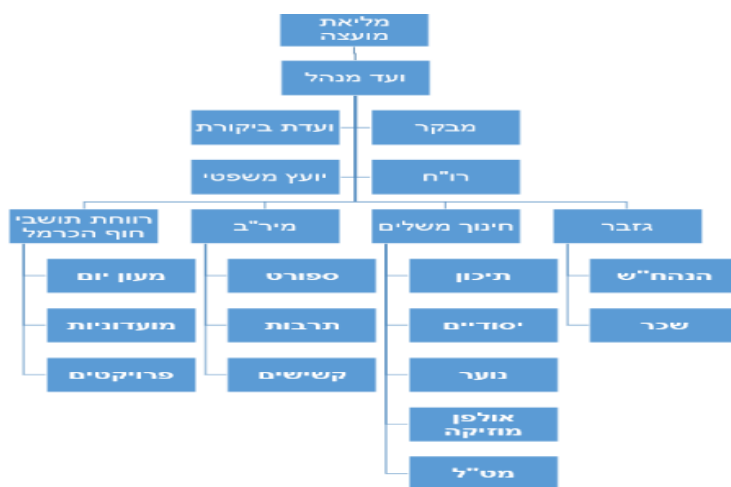 מליאת
מועצה
ועד מנהל
מבקר
ועדת ביקורת
רו"ח
יועץ משפטי
גזבר
הנהח"ש
שכר
חינוך משלים
תיכון
יסודיים
נוער
אולפן
מוזיקה
מט"ל
מיר"ב
ספורט
תרבות
קשישים
רווחת תושבי
חוף הכרמל
מעון יום
מועדוניות
פרויקטים